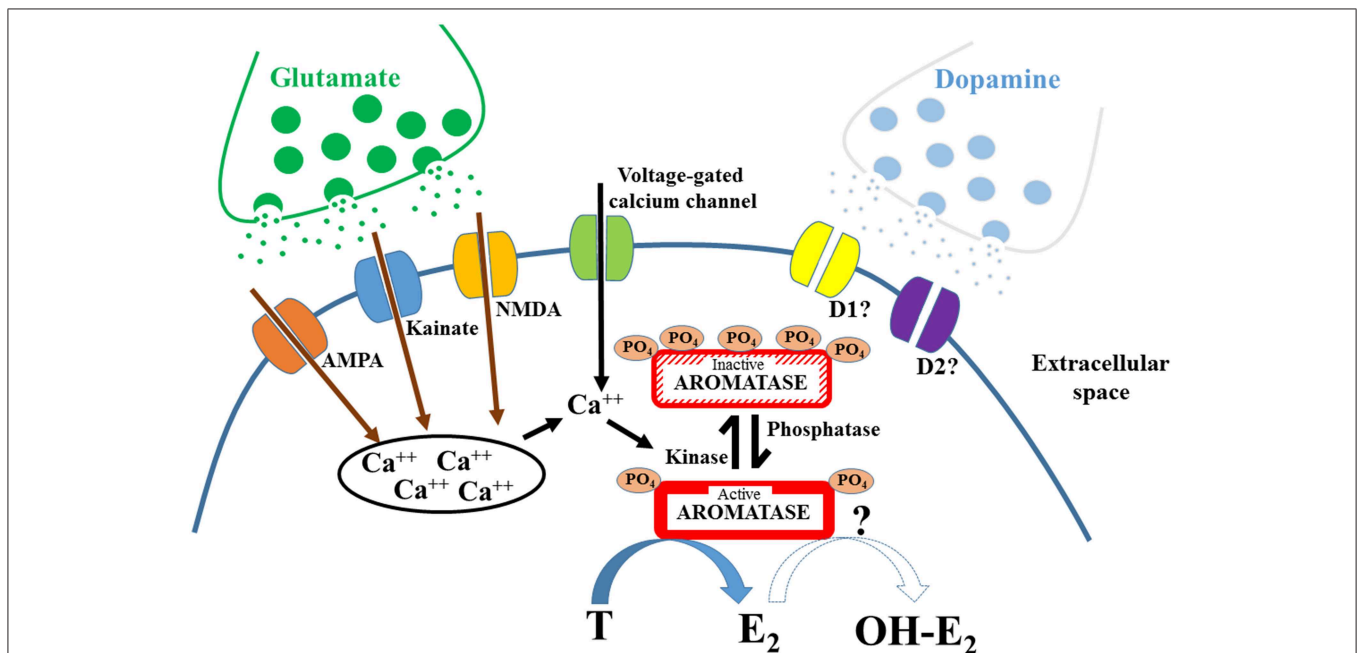 Glutamate
Dopamine
Voltage-gated
calcium channel
NMDA
Kainate
AMPA
D1?
D2?
Extracellular
space
PO₄ PO₄ PO₄ PO₄ PO₄
Inactive
AROMATASE
Ca⁺⁺
Phosphatase
Kinase
Ca⁺⁺ Ca⁺⁺
Ca⁺⁺ Ca⁺⁺
PO₄ PO₄
Active
AROMATASE
?
T E₂ OH-E₂